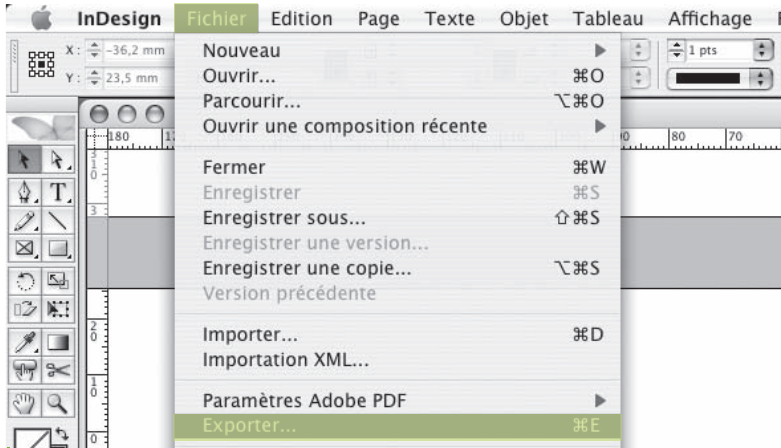 InDesign Fichier Edition Page Texte Objet Tableau Affichage
X: -36,2 mm
Y: 23,5 mm
1 pts
Nouveau
Ouvrir... ⌘O
Parcourir... ⌥⌘O
Ouvrir une composition récente
180 80 70
Fermer ⌘W
Enregistrer ⌘S
Enregistrer sous... ⇧⌘S
Enregistrer une version...
Enregistrer une copie... ⌥⌘S
Version précédente
Importer... ⌘D
Importation XML...
Paramètres Adobe PDF
Exporter... ⌘E